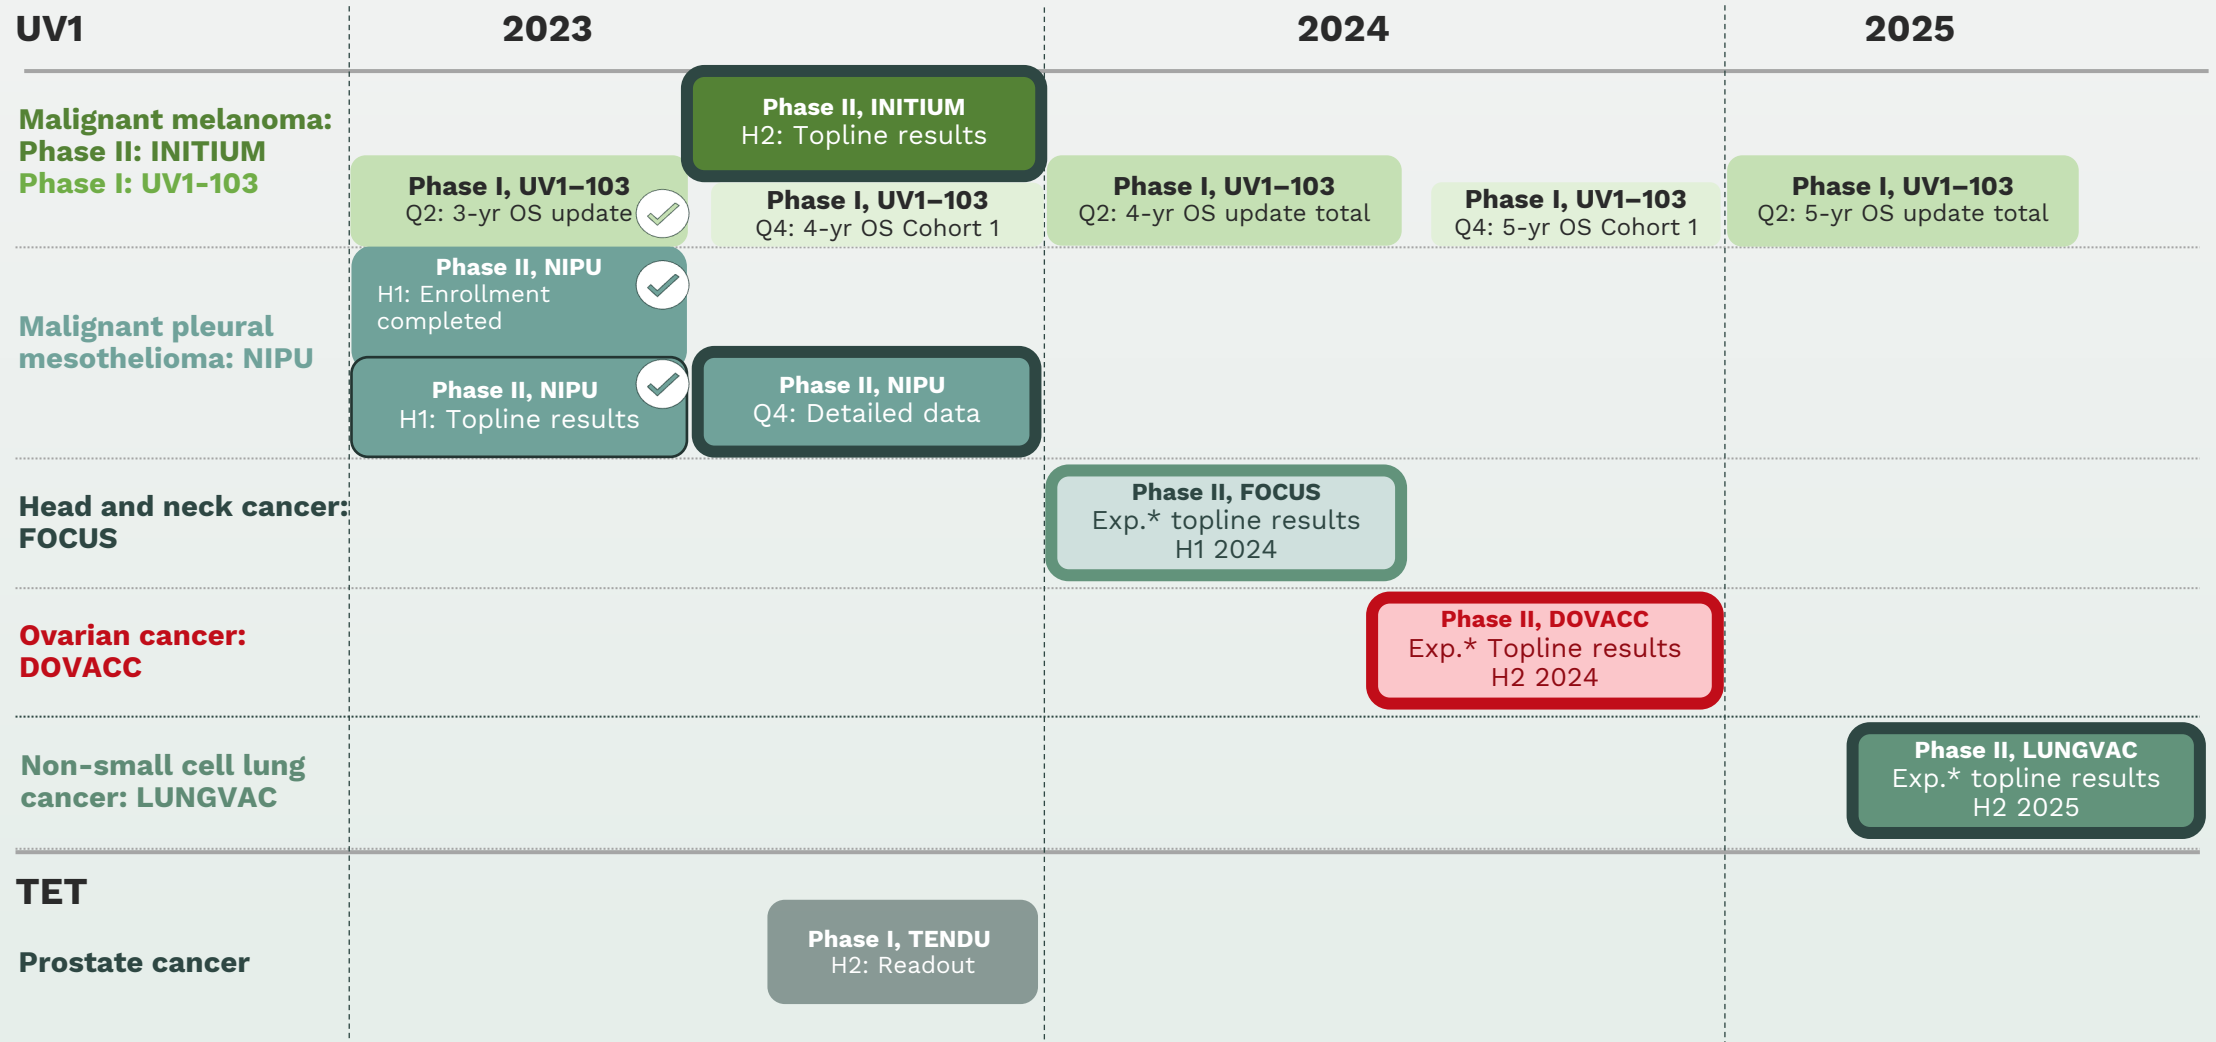 UV1
2023
2024
2025
Malignant melanoma:
Phase II: INITIUM
Phase I: UV1-103
Phase II, INITIUM
H2: Topline results
Phase I, UV1–103
Q2: 3-yr OS update
Phase I, UV1–103
Q4: 4-yr OS Cohort 1
Phase I, UV1–103
Q2: 4-yr OS update total
Phase I, UV1–103
Q4: 5-yr OS Cohort 1
Phase I, UV1–103
Q2: 5-yr OS update total
Malignant pleural
mesothelioma: NIPU
Phase II, NIPU
H1: Enrollment
completed
Phase II, NIPU
H1: Topline results
Phase II, NIPU
Q4: Detailed data
Head and neck cancer:
FOCUS
Phase II, FOCUS
Exp.* topline results
H1 2024
Ovarian cancer:
DOVACC
Phase II, DOVACC
Exp.* Topline results
H2 2024
Non-small cell lung
cancer: LUNGVAC
Phase II, LUNGVAC
Exp.* topline results
H2 2025
TET
Prostate cancer
Phase I, TENDU
H2: Readout